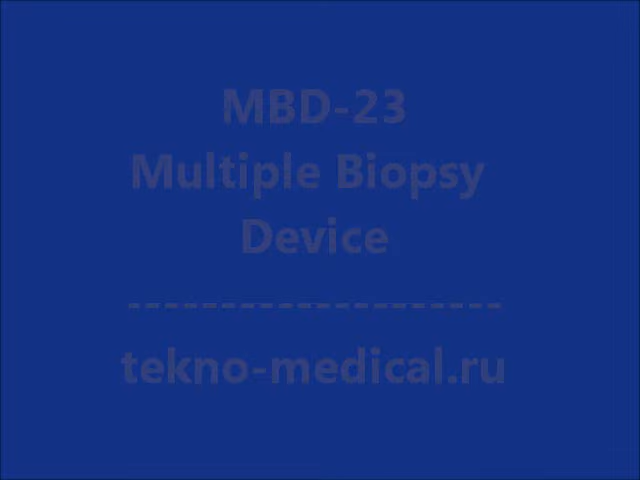 MBD-23
Multiple Biopsy
Device
--------------------
tekno-medical.ru